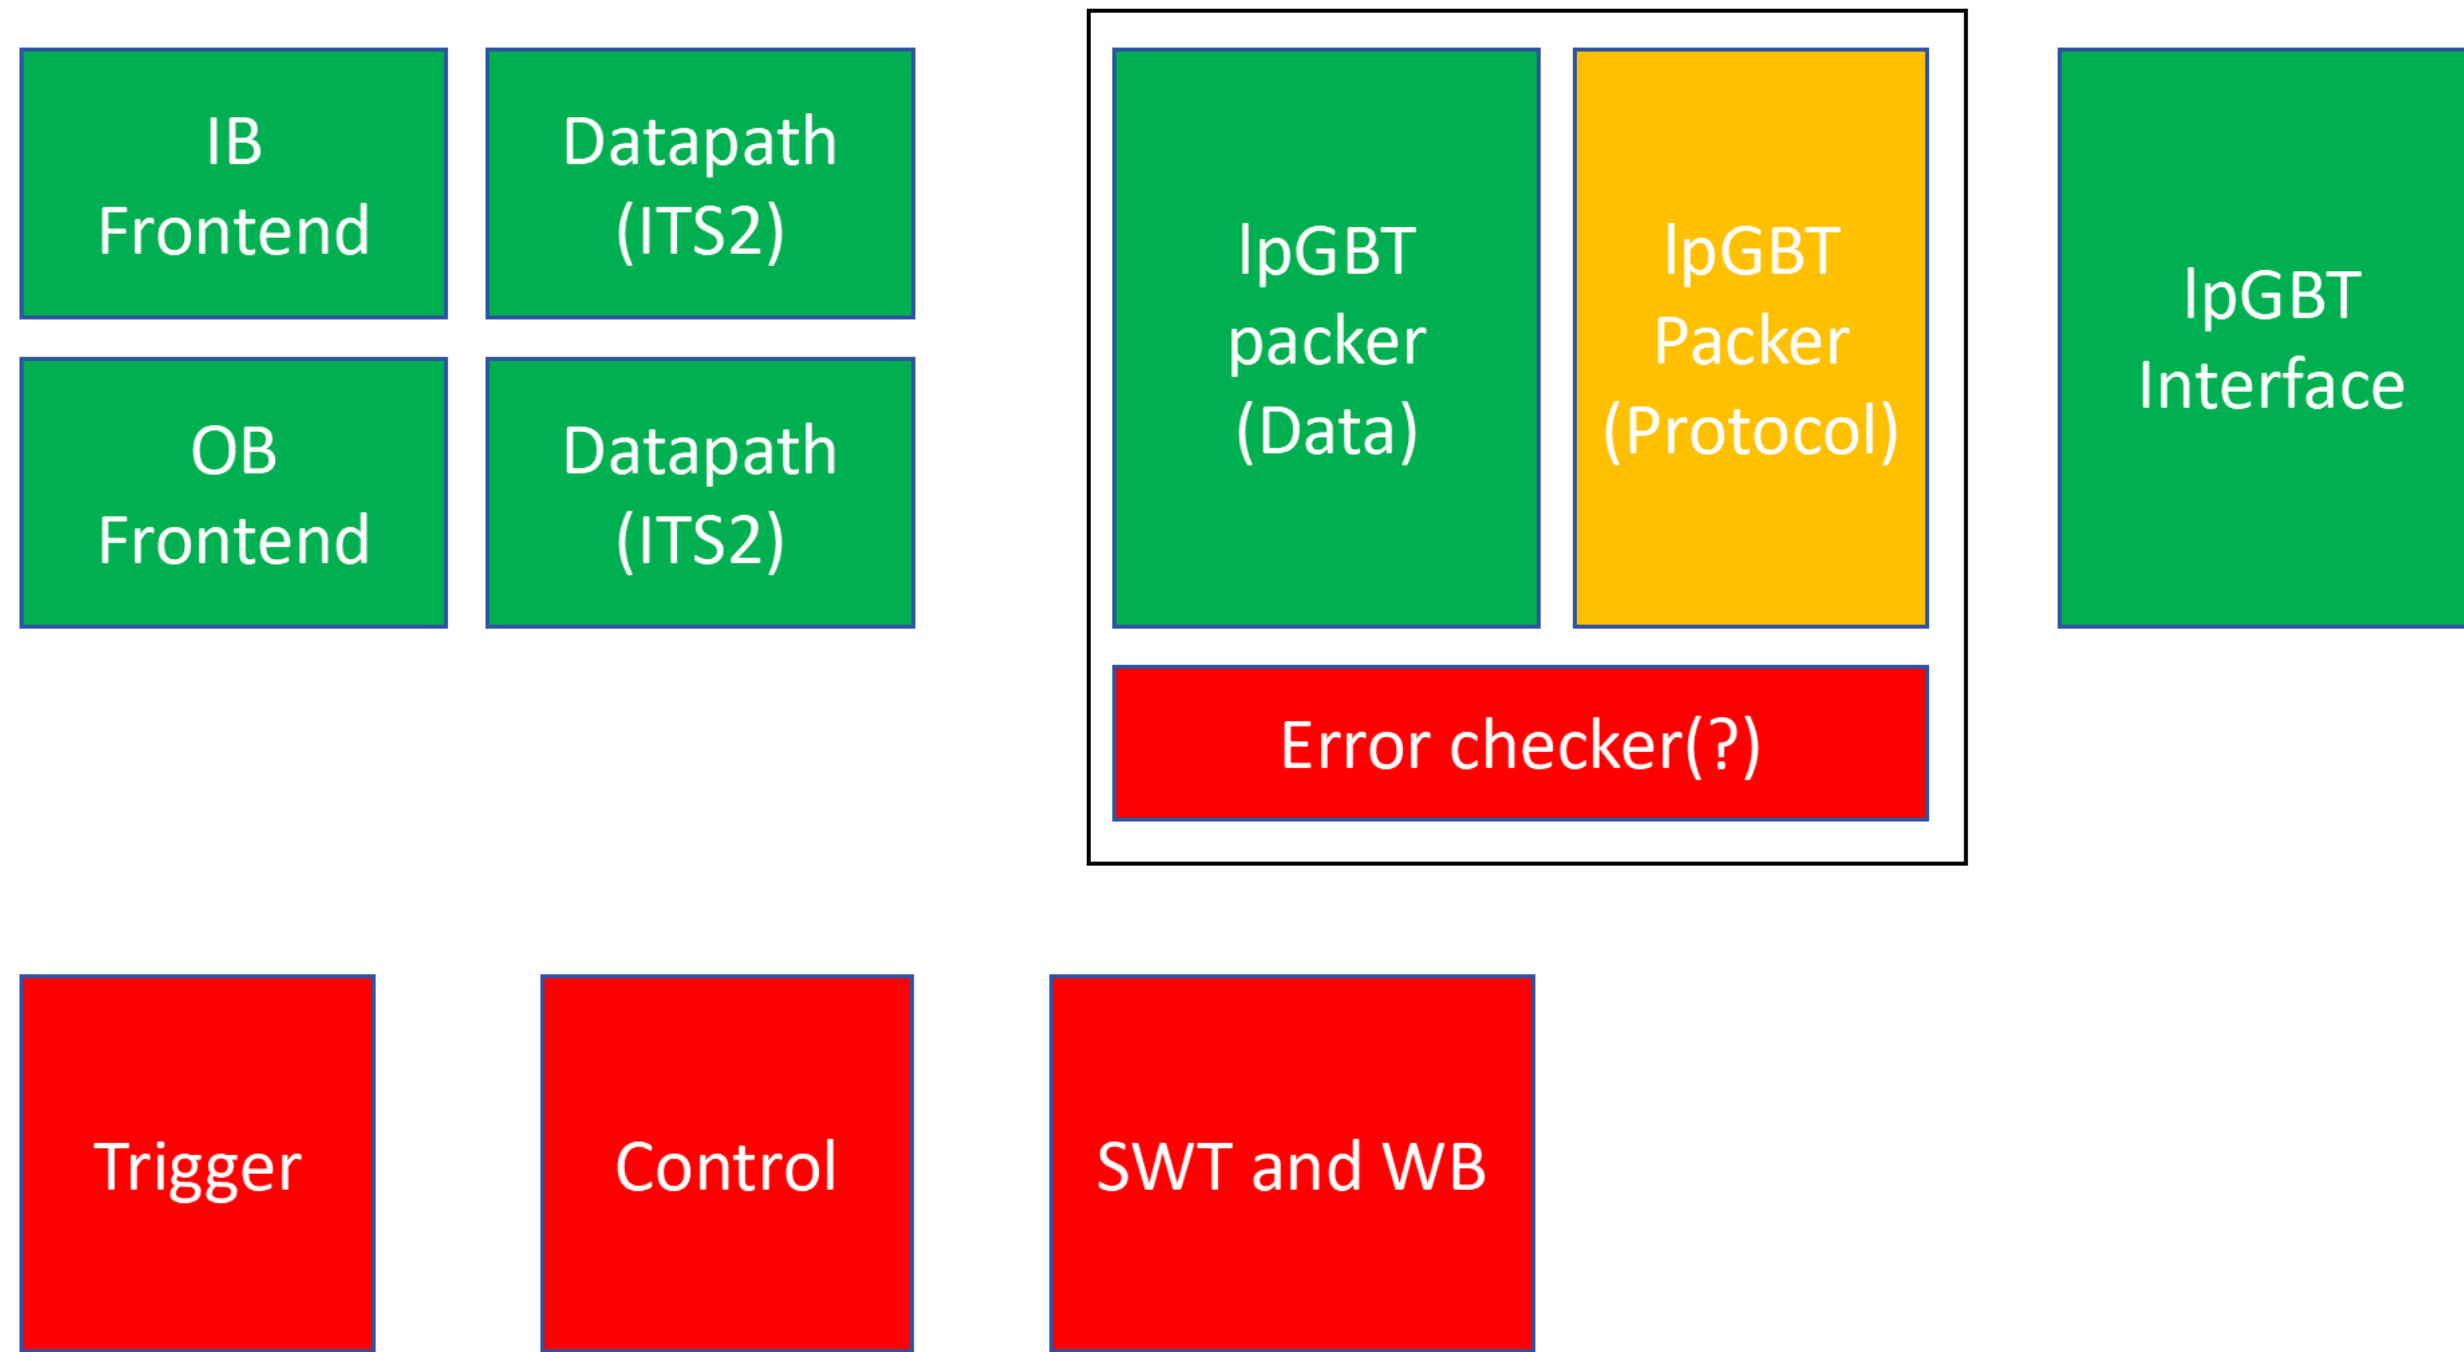 IB
Frontend
Datapath
(ITS2)
OB
Frontend
Datapath
(ITS2)
lpGBT
packer
(Data)
lpGBT
Packer
(Protocol)
Error checker(?)
lpGBT
Interface
Trigger
Control
SWT and WB